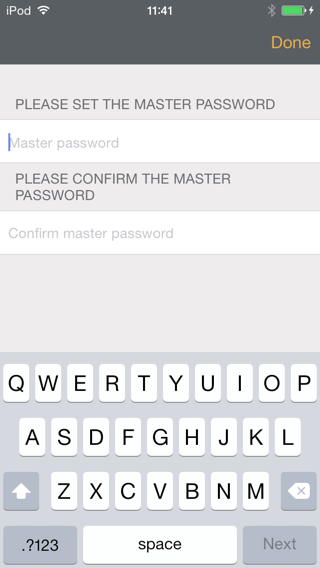 iPod 11:41
Done
PLEASE SET THE MASTER PASSWORD
Master password
PLEASE CONFIRM THE MASTER
PASSWORD
Confirm master password
Q W E R T Y U I O P
A S D F G H J K L
Z X C V B N M
.?123 space Next